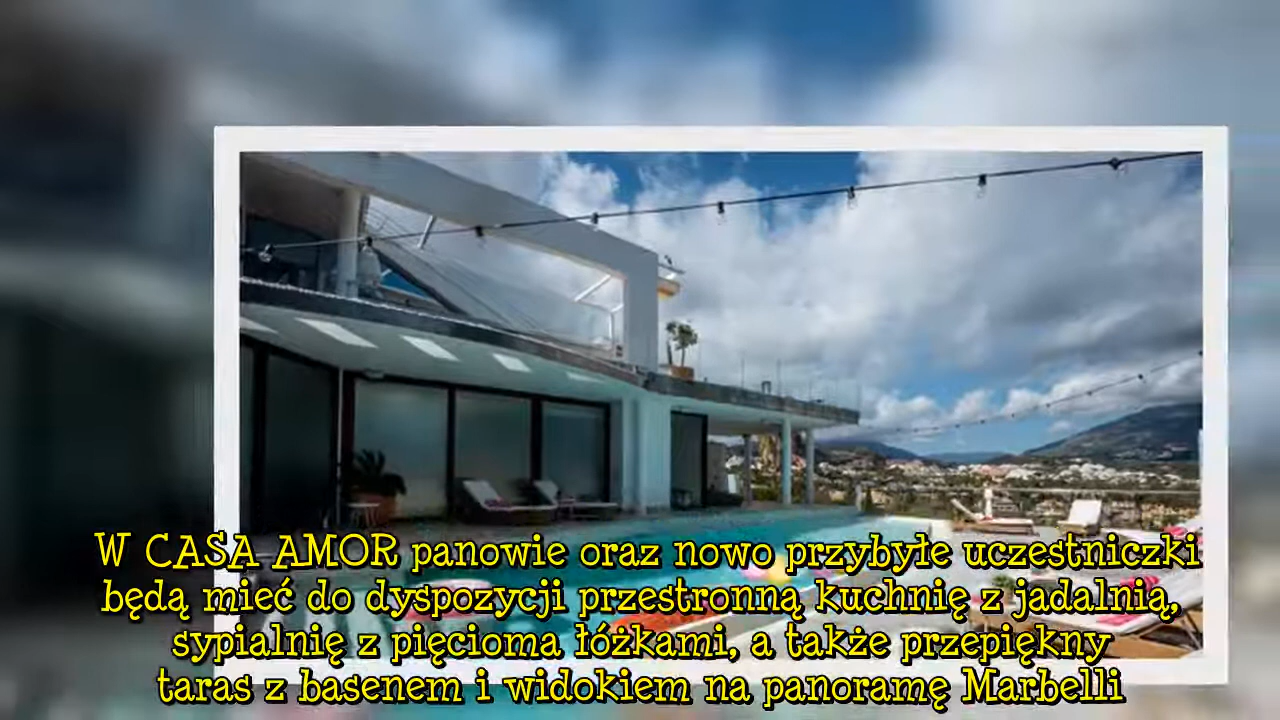 W CASA AMOR panowie oraz nowo przybyłe uczestniczki
będą mieć do dyspozycji przestronną kuchnię z jadalnią,
sypialnię z pięcioma łóżkami, a także przepiękny
taras z basenem i widokiem na panoramę Marbelli